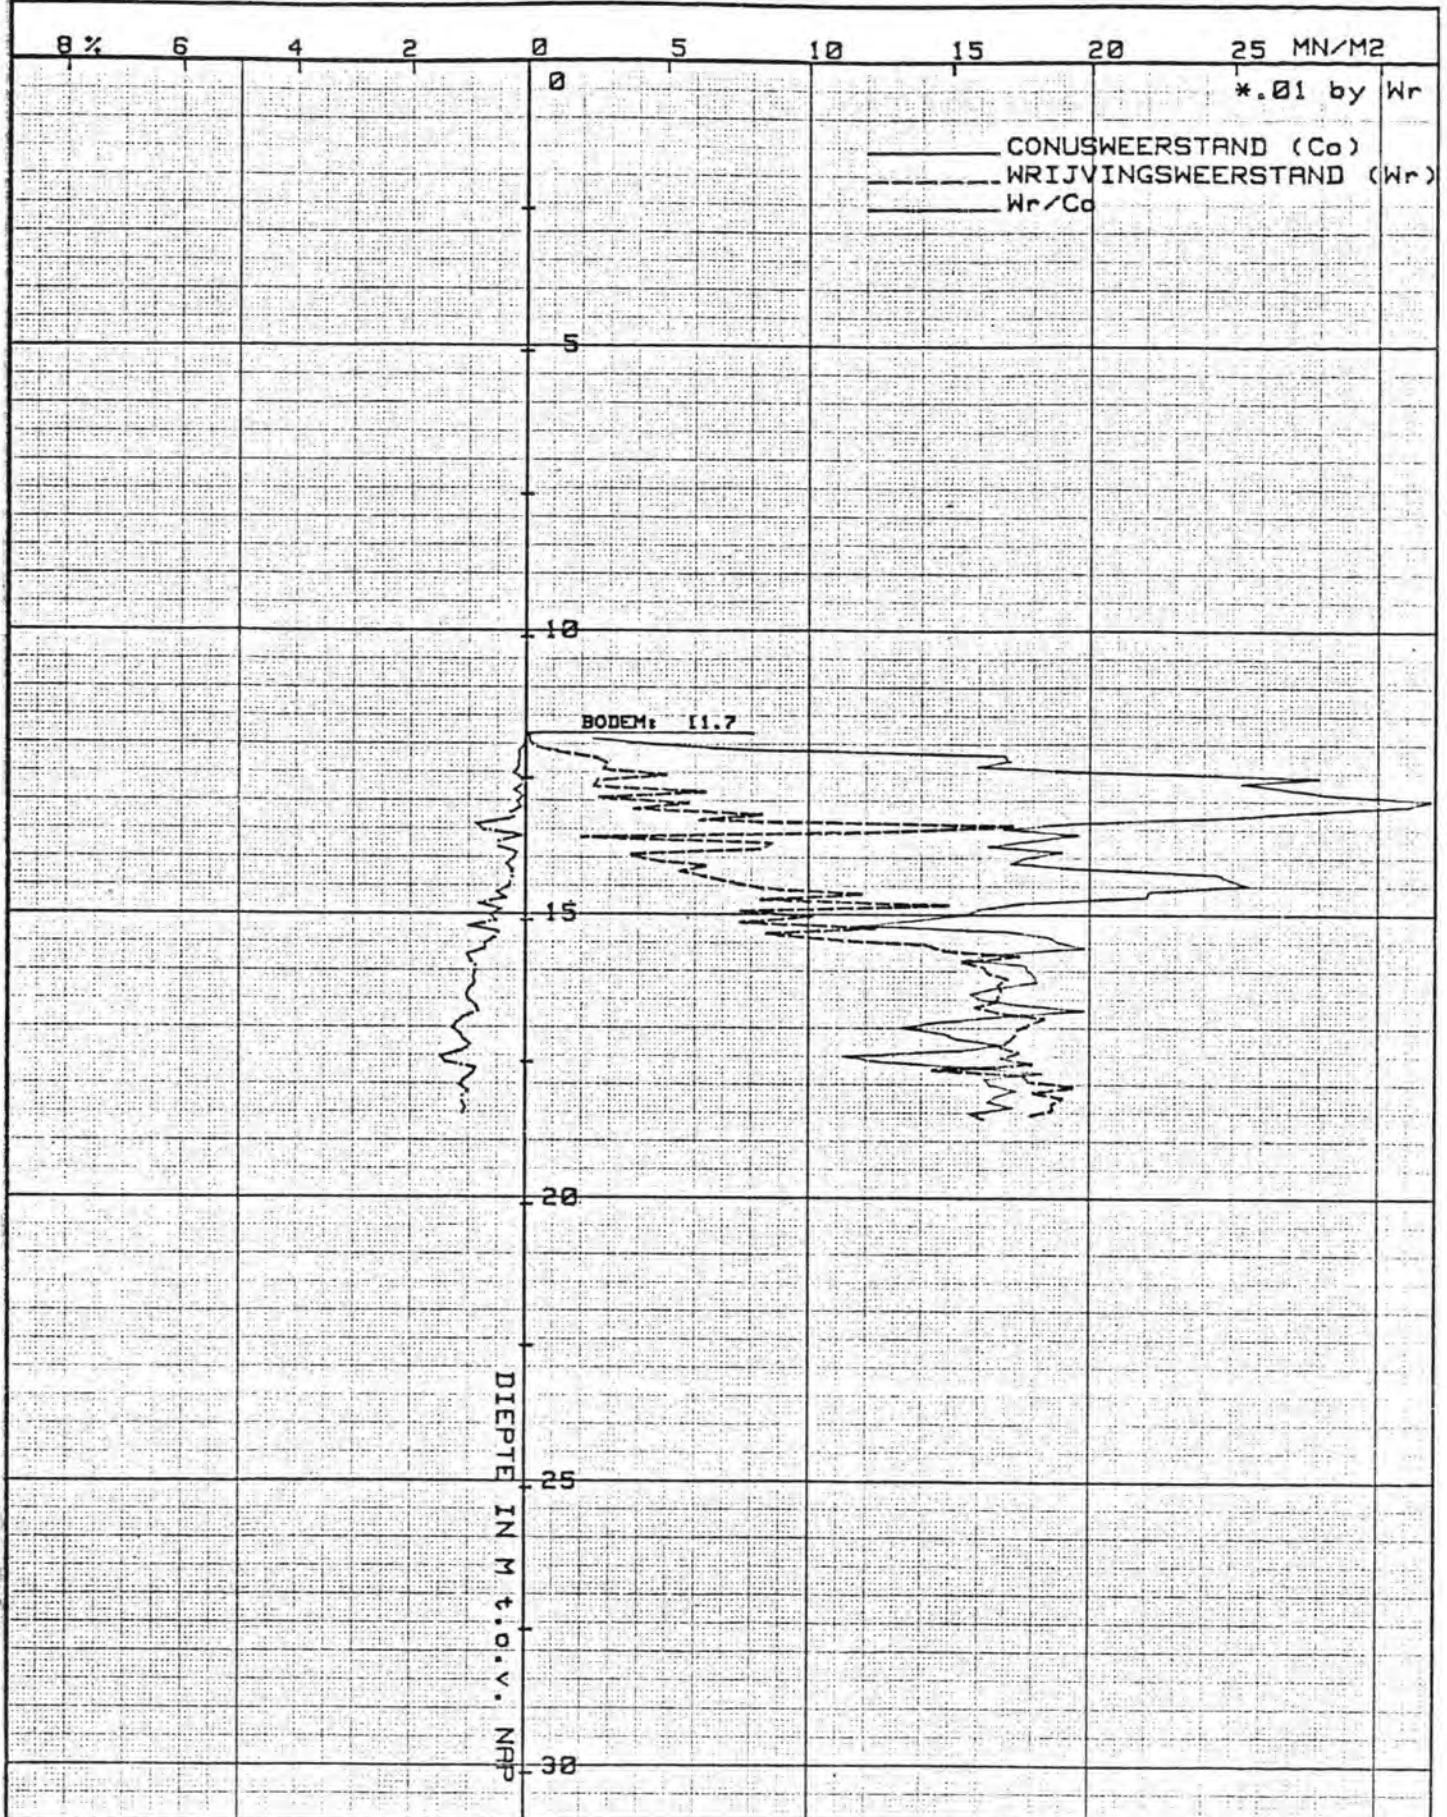 8 % 6 4 2 0 5 10 15 20 25 MN/M2
0
*.01 by Wr
CONUSWEERSTAND (Co)
WRIJVINGSWEERSTAND (Wr)
Wr/Co
5
10
BODEM: 11.7
15
20
25
30
DIEPTE IN M t.o.v. NAP